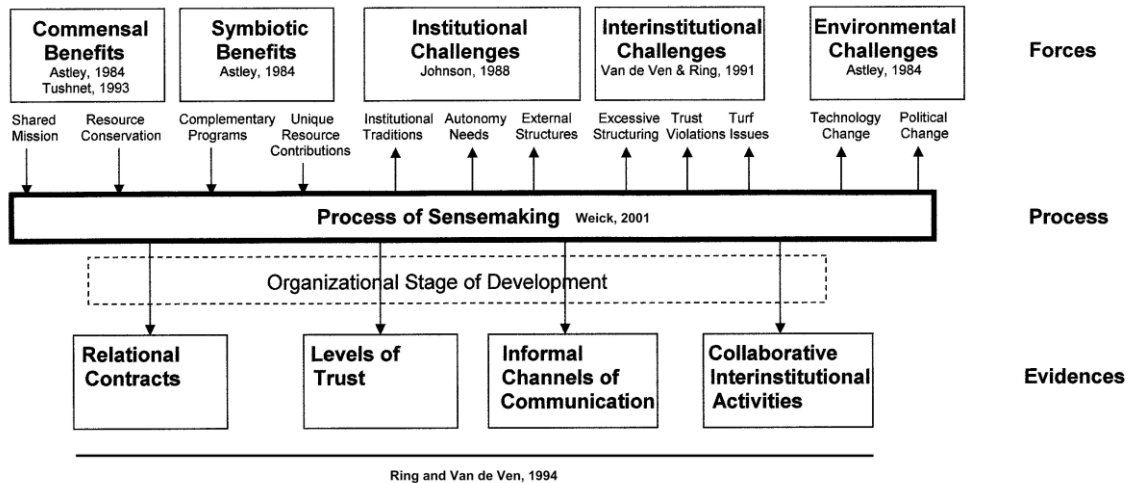 Commensal
Benefits
Astley, 1984
Tushnet, 1993
Symbiotic
Benefits
Astley, 1984
Institutional
Challenges
Johnson, 1988
Interinstitutional
Challenges
Van de Ven & Ring, 1991
Environmental
Challenges
Astley, 1984
Forces
Shared
Mission
Resource
Conservation
Complementary
Programs
Unique
Resource
Contributions
Institutional
Traditions
Autonomy
Needs
External
Structures
Excessive
Structuring
Trust
Violations
Turf
Issues
Technology
Change
Political
Change
Process of Sensemaking Weick, 2001
Process
Organizational Stage of Development
Relational
Contracts
Levels of
Trust
Informal
Channels of
Communication
Collaborative
Interinstitutional
Activities
Evidences
Ring and Van de Ven, 1994